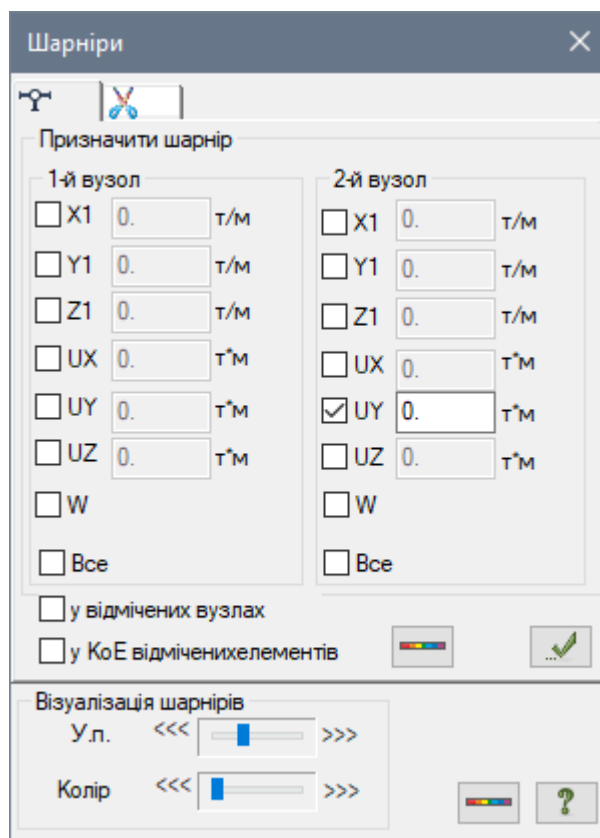 Шарніри
Призначити шарнір
1-й вузол
X1 0. т/м
Y1 0. т/м
Z1 0. т/м
UX 0. т*м
UY 0. т*м
UZ 0. т*м
W
Все
2-й вузол
X1 0. т/м
Y1 0. т/м
Z1 0. т/м
UX 0. т*м
UY 0. т*м
UZ 0. т*м
W
Все
у відмічених вузлах
у КоЕ відміченихелементів
...
Візуалізація шарнірів
У.п. <<< >>>
Колір <<< >>>
?